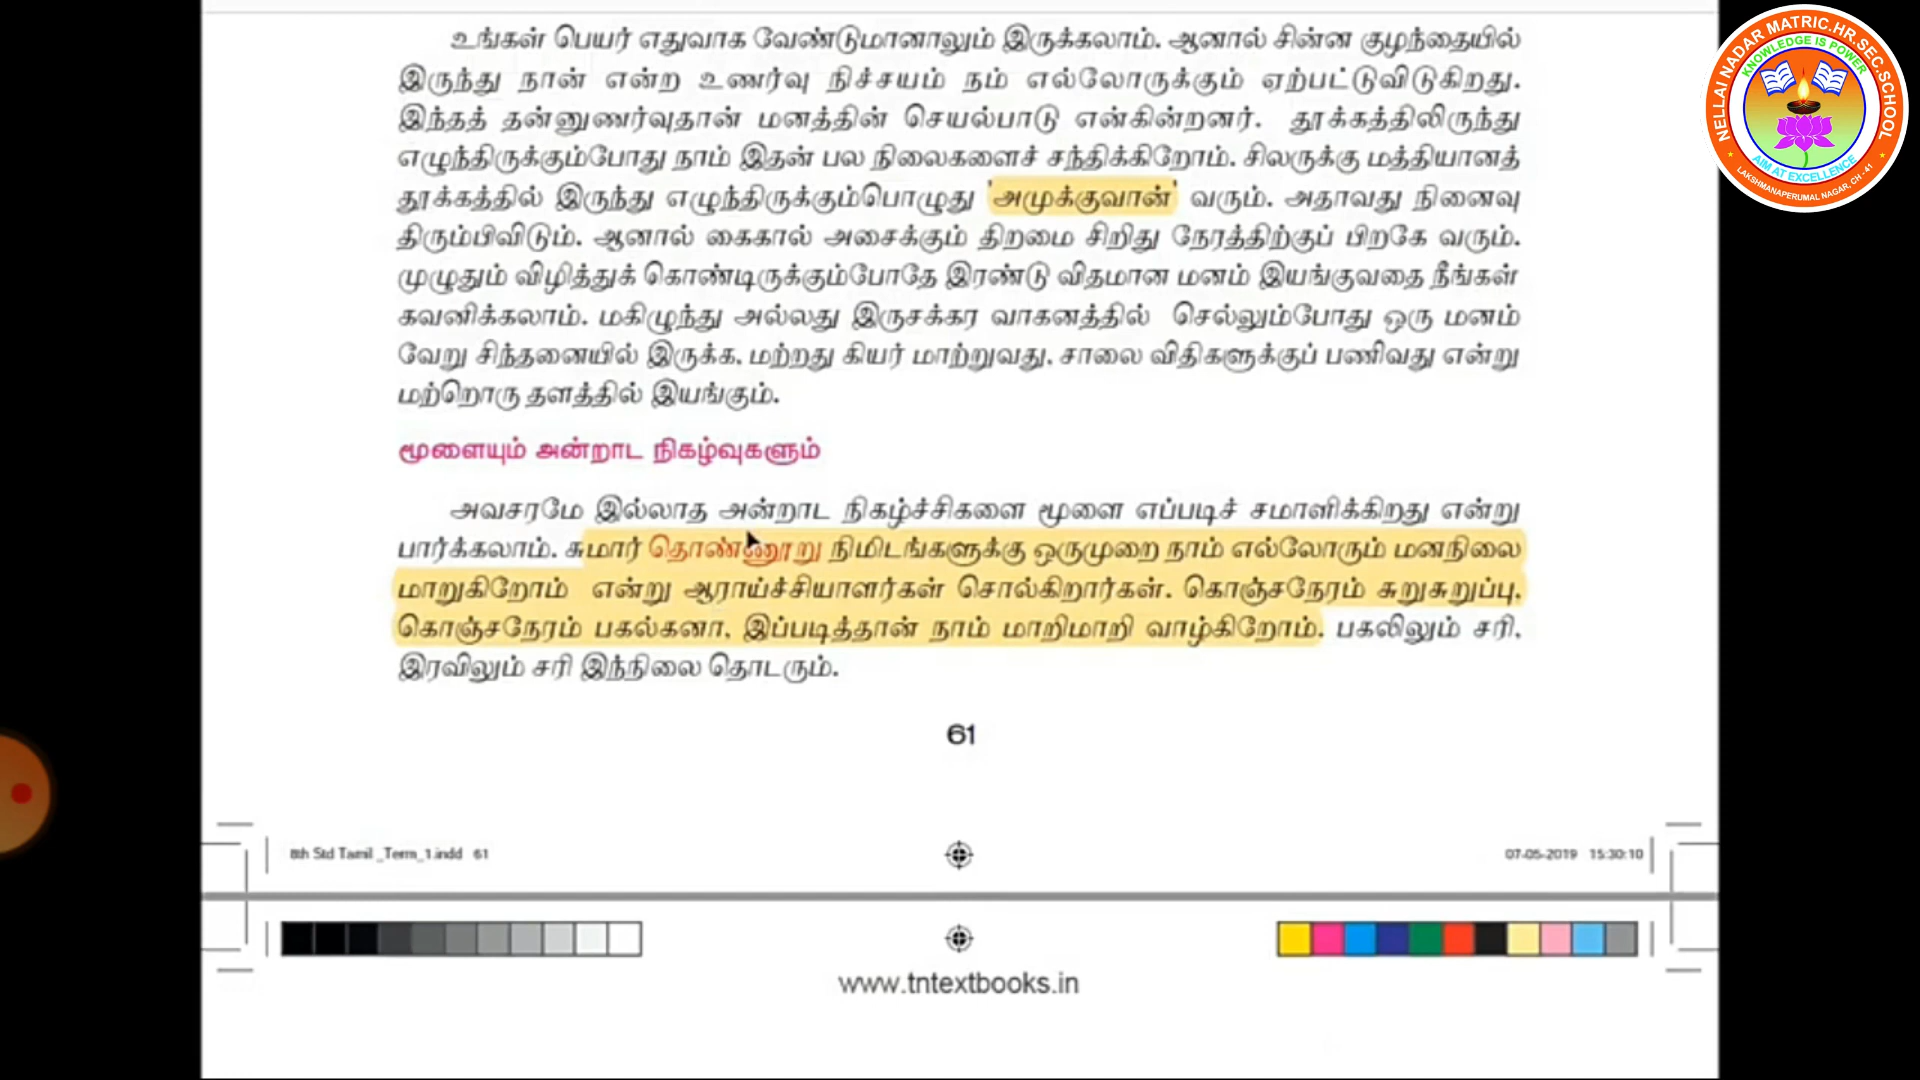 உங்கள் பெயர் எதுவாக வேண்டுமானாலும் இருக்கலாம். ஆனால் சின்ன குழந்தையில்
இருந்து நான் என்ற உணர்வு நிச்சயம் நம் எல்லோருக்கும் ஏற்பட்டுவிடுகிறது.
இந்தத் தன்னுணர்வுதான் மனத்தின் செயல்பாடு என்கின்றனர். தூக்கத்திலிருந்து
எழுந்திருக்கும்போது நாம் இதன் பல நிலைகளைச் சந்திக்கிறோம். சிலருக்கு மத்தியானத்
தூக்கத்தில் இருந்து எழுந்திருக்கும்பொழுது 'அமுக்குவான்' வரும். அதாவது நினைவு
திரும்பிவிடும். ஆனால் கைகால் அசைக்கும் திறமை சிறிது நேரத்திற்குப் பிறகே வரும்.
முழுதும் விழித்துக் கொண்டிருக்கும்போதே இரண்டு விதமான மனம் இயங்குவதை நீங்கள்
கவனிக்கலாம். மகிழுந்து அல்லது இருசக்கர வாகனத்தில் செல்லும்போது ஒரு மனம்
வேறு சிந்தனையில் இருக்க, மற்றது கியர் மாற்றுவது, சாலை விதிகளுக்குப் பணிவது என்று
மற்றொரு தளத்தில் இயங்கும்.
மூளையும் அன்றாட நிகழ்வுகளும்
அவசரமே இல்லாத அன்றாட நிகழ்ச்சிகளை மூளை எப்படிச் சமாளிக்கிறது என்று
பார்க்கலாம். சுமார் தொண்ணூறு நிமிடங்களுக்கு ஒருமுறை நாம் எல்லோரும் மனநிலை
மாறுகிறோம் என்று ஆராய்ச்சியாளர்கள் சொல்கிறார்கள். கொஞ்சநேரம் சுறுசுறுப்பு,
கொஞ்சநேரம் பகல்கனா, இப்படித்தான் நாம் மாறிமாறி வாழ்கிறோம். பகலிலும் சரி,
இரவிலும் சரி இந்நிலை தொடரும்.
61
8th Std Tamil _Term_1.indd 61
07-05-2019 15:30:10
www.tntextbooks.in
NELLAI NADAR MATRIC.HR.SEC.SCHOOL
KNOWLEDGE IS POWER
AIM AT EXCELLENCE
LAKSHMANAPERUMAL NAGAR, CH - 41